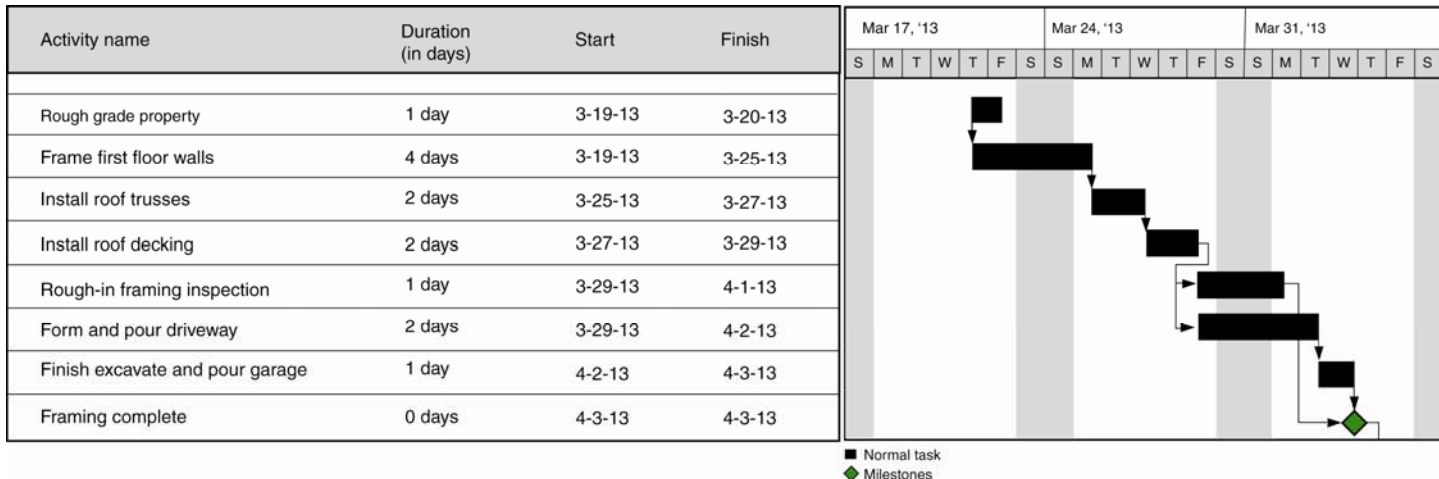 Activity name Duration (in days) Start Finish
Mar 17, ‘13 Mar 24, ‘13 Mar 31, ‘13
S M T W T F S S M T W T F S S M T W T F S
Rough grade property 1 day 3-19-13 3-20-13
Frame first floor walls 4 days 3-19-13 3-25-13
Install roof trusses 2 days 3-25-13 3-27-13
Install roof decking 2 days 3-27-13 3-29-13
Rough-in framing inspection 1 day 3-29-13 4-1-13
Form and pour driveway 2 days 3-29-13 4-2-13
Finish excavate and pour garage 1 day 4-2-13 4-3-13
Framing complete 0 days 4-3-13 4-3-13
Normal task
Milestones